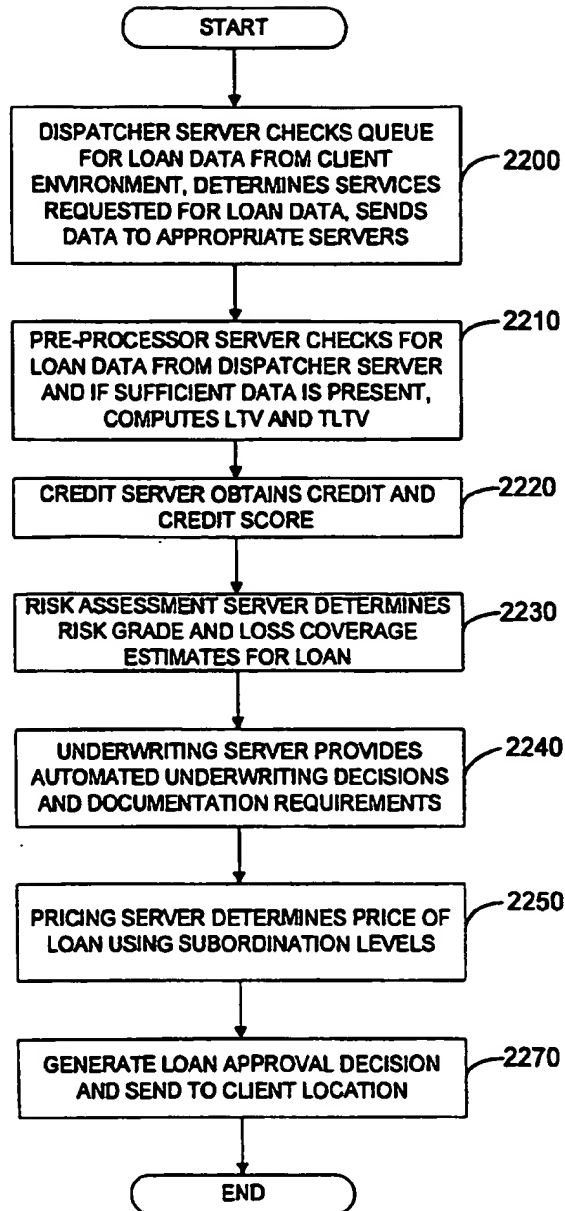 START
DISPATCHER SERVER CHECKS QUEUE
FOR LOAN DATA FROM CLIENT
ENVIRONMENT, DETERMINES SERVICES
REQUESTED FOR LOAN DATA, SENDS
DATA TO APPROPRIATE SERVERS
2200
PRE-PROCESSOR SERVER CHECKS FOR
LOAN DATA FROM DISPATCHER SERVER
AND IF SUFFICIENT DATA IS PRESENT,
COMPUTES LTV AND TLTV
2210
CREDIT SERVER OBTAINS CREDIT AND
CREDIT SCORE
2220
RISK ASSESSMENT SERVER DETERMINES
RISK GRADE AND LOSS COVERAGE
ESTIMATES FOR LOAN
2230
UNDERWRITING SERVER PROVIDES
AUTOMATED UNDERWRITING DECISIONS
AND DOCUMENTATION REQUIREMENTS
2240
PRICING SERVER DETERMINES PRICE OF
LOAN USING SUBORDINATION LEVELS
2250
GENERATE LOAN APPROVAL DECISION
AND SEND TO CLIENT LOCATION
2270
END